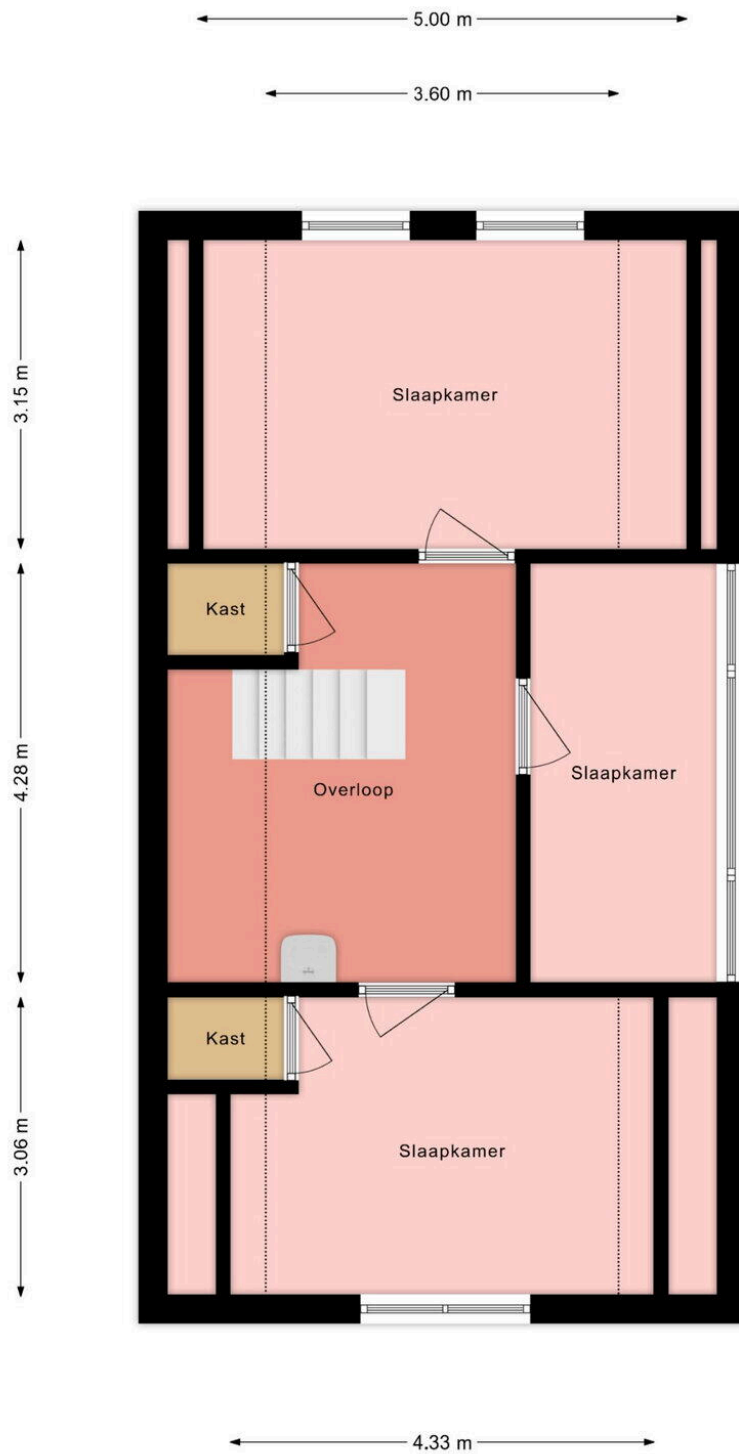 5.00 m
3.60 m
3.15 m
Slaapkamer
Kast
4.28 m
Slaapkamer
Overloop
Kast
3.06 m
Slaapkamer
4.33 m